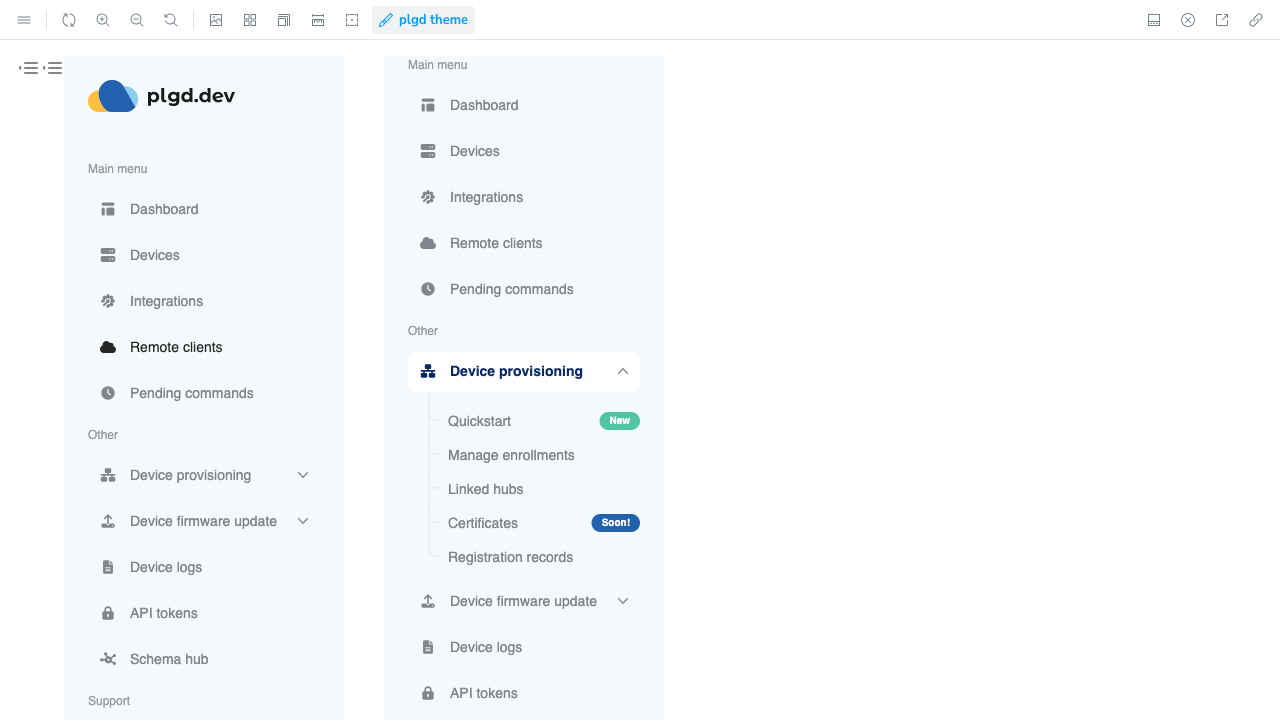 plgd theme
plgd.dev
Main menu
Dashboard
Devices
Integrations
Remote clients
Pending commands
Other
Device provisioning
Device firmware update
Device logs
API tokens
Schema hub
Support
Main menu
Dashboard
Devices
Integrations
Remote clients
Pending commands
Other
Device provisioning
Quickstart New
Manage enrollments
Linked hubs
Certificates Soon!
Registration records
Device firmware update
Device logs
API tokens